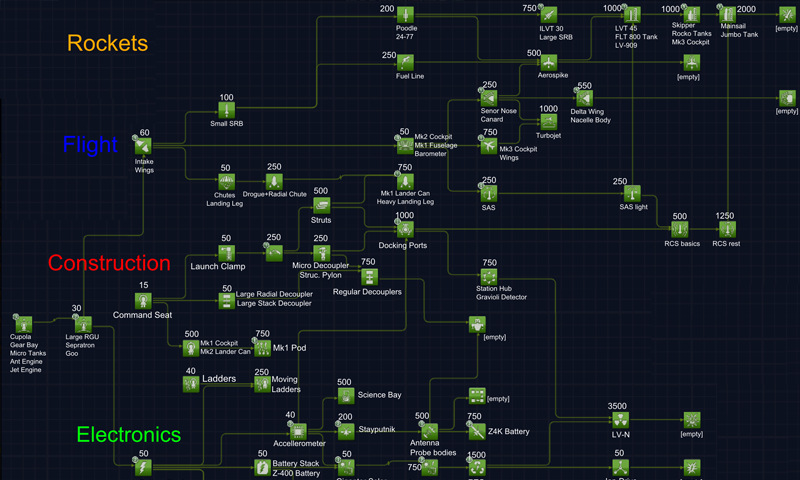 Rockets
200
Poodle
24-77
750
ILVT 30
Large SRB
1000
LVT 45
FLT 800 Tank
LV-909
1000
Skipper
Rocko Tanks
Mk3 Cockpit
2000
Mainsail
Jumbo Tank
[empty]
250
Fuel Line
500
Aerospike
[empty]
100
Small SRB
250
Senor Nose
Canard
550
Delta Wing
Nacelle Body
[empty]
1000
Turbojet
Flight
60
Intake
Wings
50
Mk2 Cockpit
Mk1 Fuselage
Barometer
750
Mk3 Cockpit
Wings
50
Chutes
Landing Leg
250
Drogue+Radial Chute
750
Mk1 Lander Can
Heavy Landing Leg
250
SAS
250
SAS light
500
Struts
1000
Docking Ports
500
RCS basics
1250
RCS rest
Construction
50
Launch Clamp
250
250
Micro Decoupler
Struc. Pylon
750
Regular Decouplers
750
Station Hub
Gravioli Detector
15
Command Seat
50
Large Radial Decoupler
Large Stack Decoupler
Cupola
Gear Bay
Micro Tanks
Ant Engine
Jet Engine
30
Large RGU
Sepratron
Goo
[empty]
500
Mk1 Cockpit
Mk2 Lander Can
750
Mk1 Pod
40
Ladders
250
Moving
Ladders
500
Science Bay
[empty]
Electronics
40
Accellerometer
200
Stayputnik
500
Antenna
Probe bodies
750
Z4K Battery
3500
LV-N
[empty]
50
50
Battery Stack
Z-400 Battery
50
750
1500
50